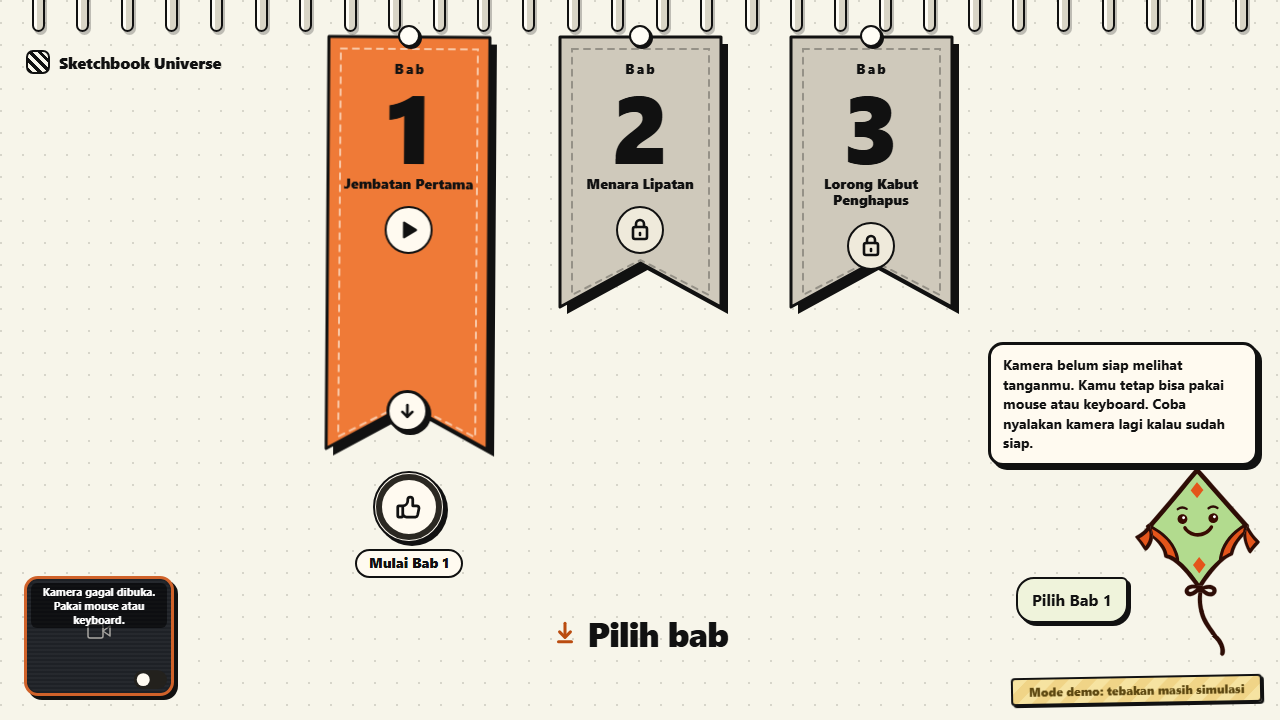 Sketchbook Universe
Bab
1
Jembatan Pertama
Bab
2
Menara Lipatan
Bab
3
Lorong Kabut
Penghapus
Mulai Bab 1
Kamera belum siap melihat
tanganmu. Kamu tetap bisa pakai
mouse atau keyboard. Coba
nyalakan kamera lagi kalau sudah
siap.
Kamera gagal dibuka.
Pakai mouse atau
keyboard.
Pilih Bab 1
Pilih bab
Mode demo: tebakan masih simulasi